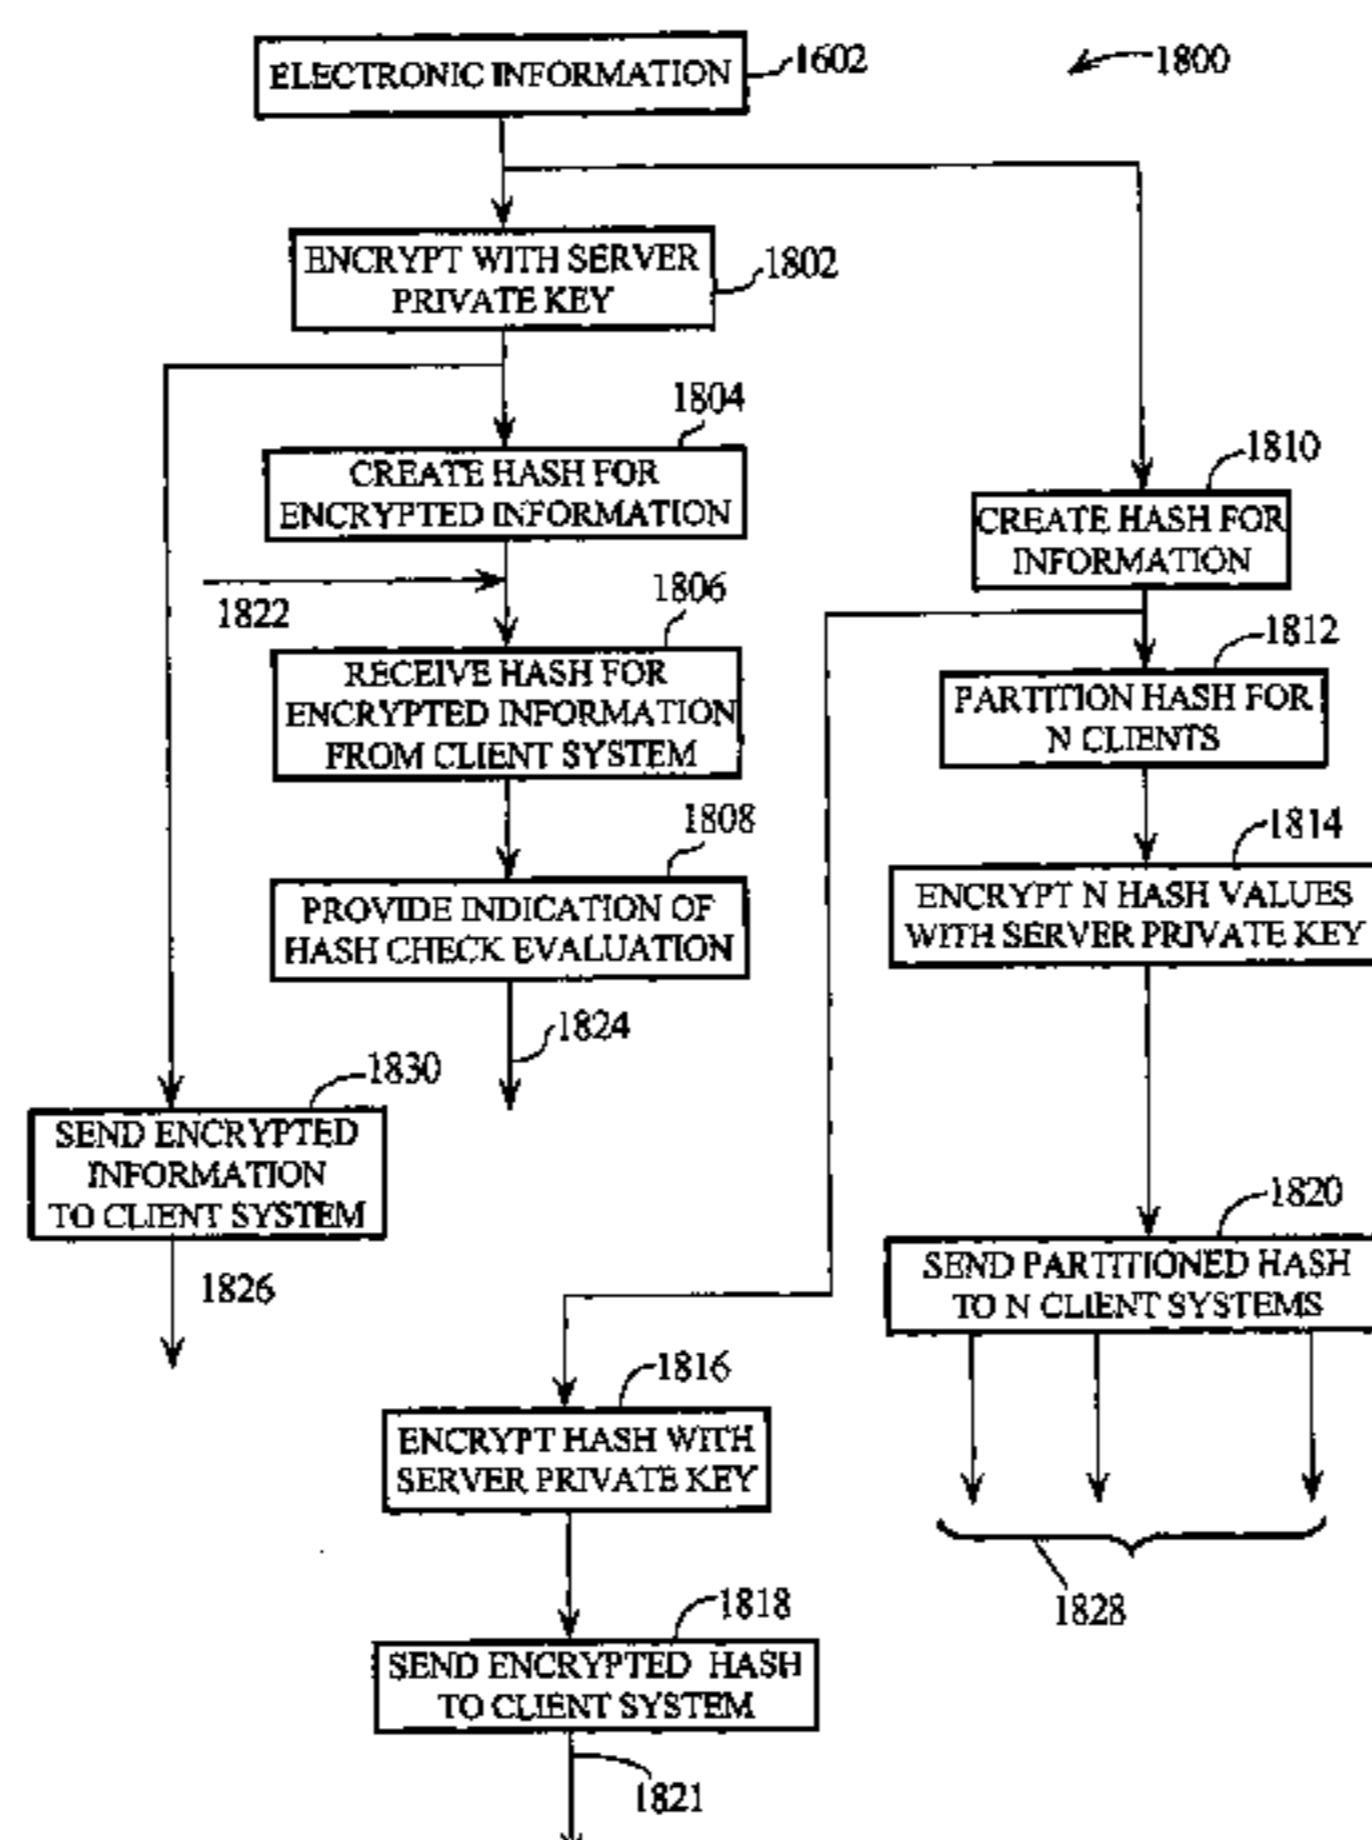 ELECTRONIC INFORMATION
1602
1800
ENCRYPT WITH SERVER
PRIVATE KEY
1802
1804
CREATE HASH FOR
ENCRYPTED INFORMATION
1810
CREATE HASH FOR
INFORMATION
1822
1806
RECEIVE HASH FOR
ENCRYPTED INFORMATION
FROM CLIENT SYSTEM
1812
PARTITION HASH FOR
N CLIENTS
1808
PROVIDE INDICATION OF
HASH CHECK EVALUATION
1814
ENCRYPT N HASH VALUES
WITH SERVER PRIVATE KEY
1824
1830
SEND ENCRYPTED
INFORMATION
TO CLIENT SYSTEM
1826
1820
SEND PARTITIONED HASH
TO N CLIENT SYSTEMS
1816
ENCRYPT HASH WITH
SERVER PRIVATE KEY
1828
1818
SEND ENCRYPTED HASH
TO CLIENT SYSTEM
1821